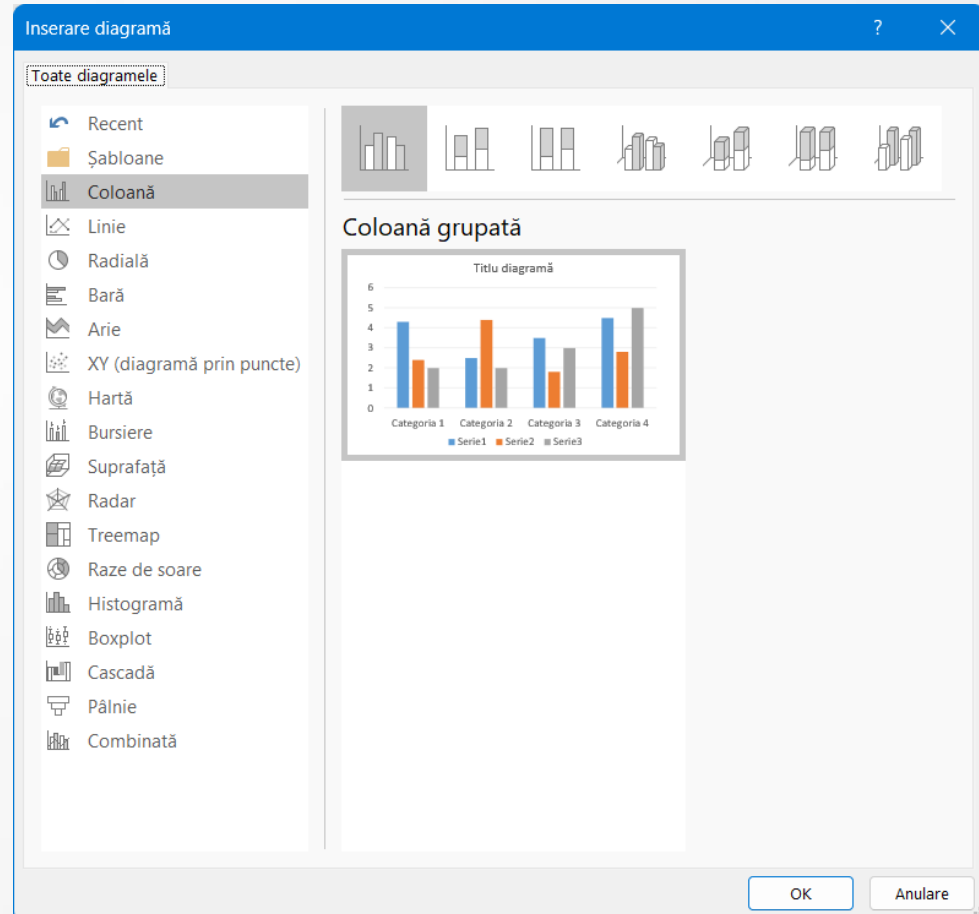 Inserare diagramă
?
Toate diagramele
Recent
Șabloane
Coloană
Linie
Radială
Bară
Arie
XY (diagramă prin puncte)
Hartă
Bursiere
Suprafață
Radar
Treemap
Raze de soare
Histogramă
Boxplot
Cascadă
Pâlnie
Combinată
Coloană grupată
Titlu diagramă
6
5
4
3
2
1
0
Categoria 1 Categoria 2 Categoria 3 Categoria 4
Serie1 Serie2 Serie3
OK Anulare